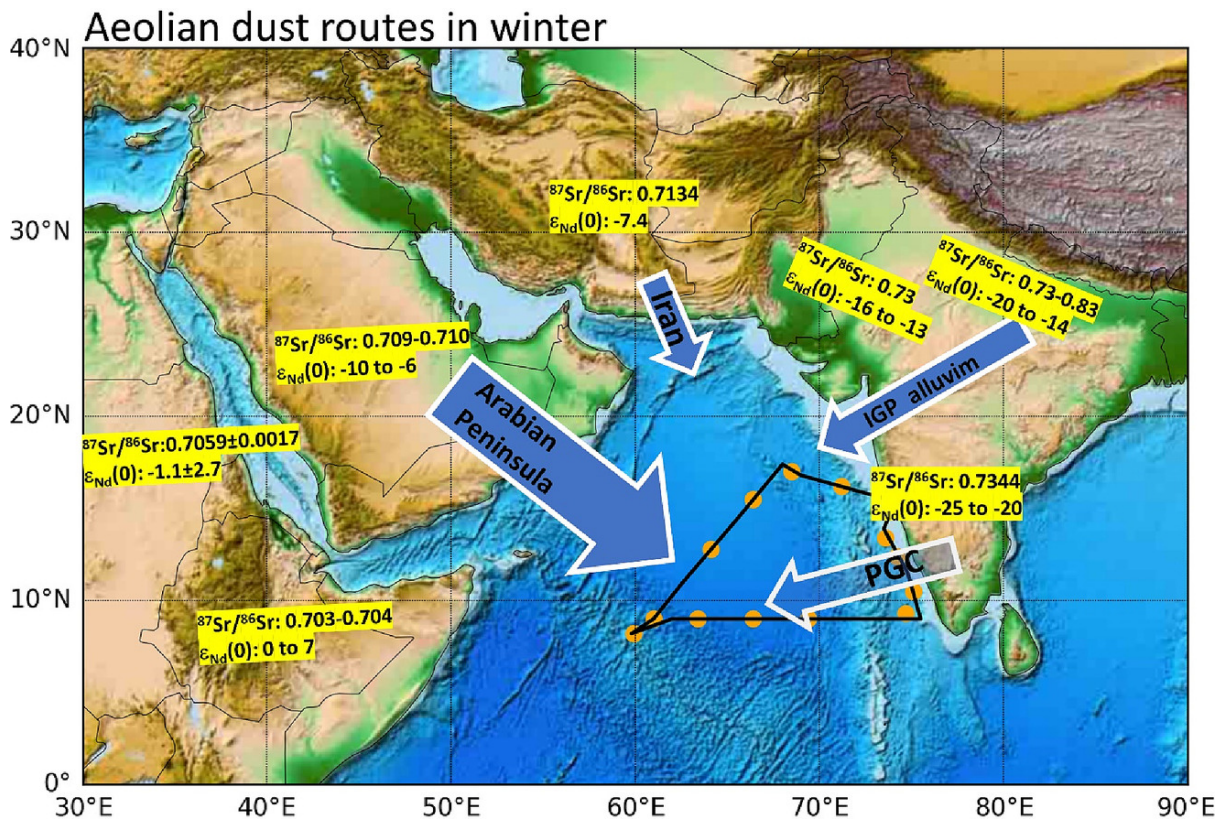 Aeolian dust routes in winter
40°N
30°N
20°N
10°N
0°
⁸⁷Sr/⁸⁶Sr: 0.7134
εNd(0): -7.4
⁸⁷Sr/⁸⁶Sr: 0.73
εNd(0): -16 to -13
⁸⁷Sr/⁸⁶Sr: 0.73-0.83
εNd(0): -20 to -14
Iran
⁸⁷Sr/⁸⁶Sr: 0.709-0.710
εNd(0): -10 to -6
IGP alluvim
Arabian
Peninsula
⁸⁷Sr/⁸⁶Sr:0.7059±0.0017
εNd(0): -1.1±2.7
⁸⁷Sr/⁸⁶Sr: 0.7344
εNd(0): -25 to -20
PGC
⁸⁷Sr/⁸⁶Sr: 0.703-0.704
εNd(0): 0 to 7
30°E
40°E
50°E
60°E
70°E
80°E
90°E